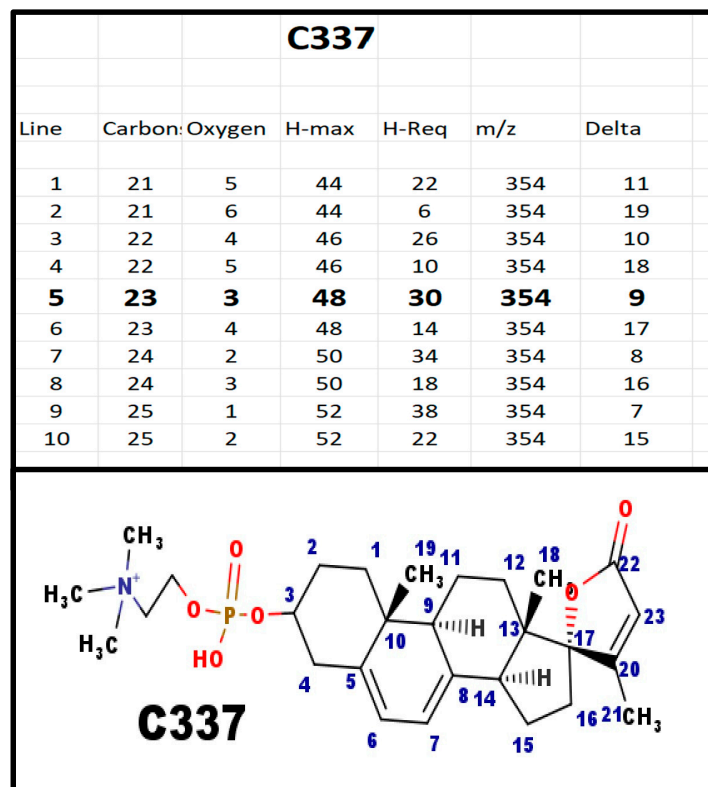 C337
Line Carbon: Oxygen H-max H-Req m/z Delta
1 21 5 44 22 354 11
2 21 6 44 6 354 19
3 22 4 46 26 354 10
4 22 5 46 10 354 18
5 23 3 48 30 354 9
6 23 4 48 14 354 17
7 24 2 50 34 354 8
8 24 3 50 18 354 16
9 25 1 52 38 354 7
10 25 2 52 22 354 15
O
CH3 O 2 1 19 11 12 18 22
N+ CH3 CH3 O
H3C 3 9 23
O P O H 13 17
H3C HO 10 20
4 5 8 14 H 16 21 CH3
C337 6 7 15